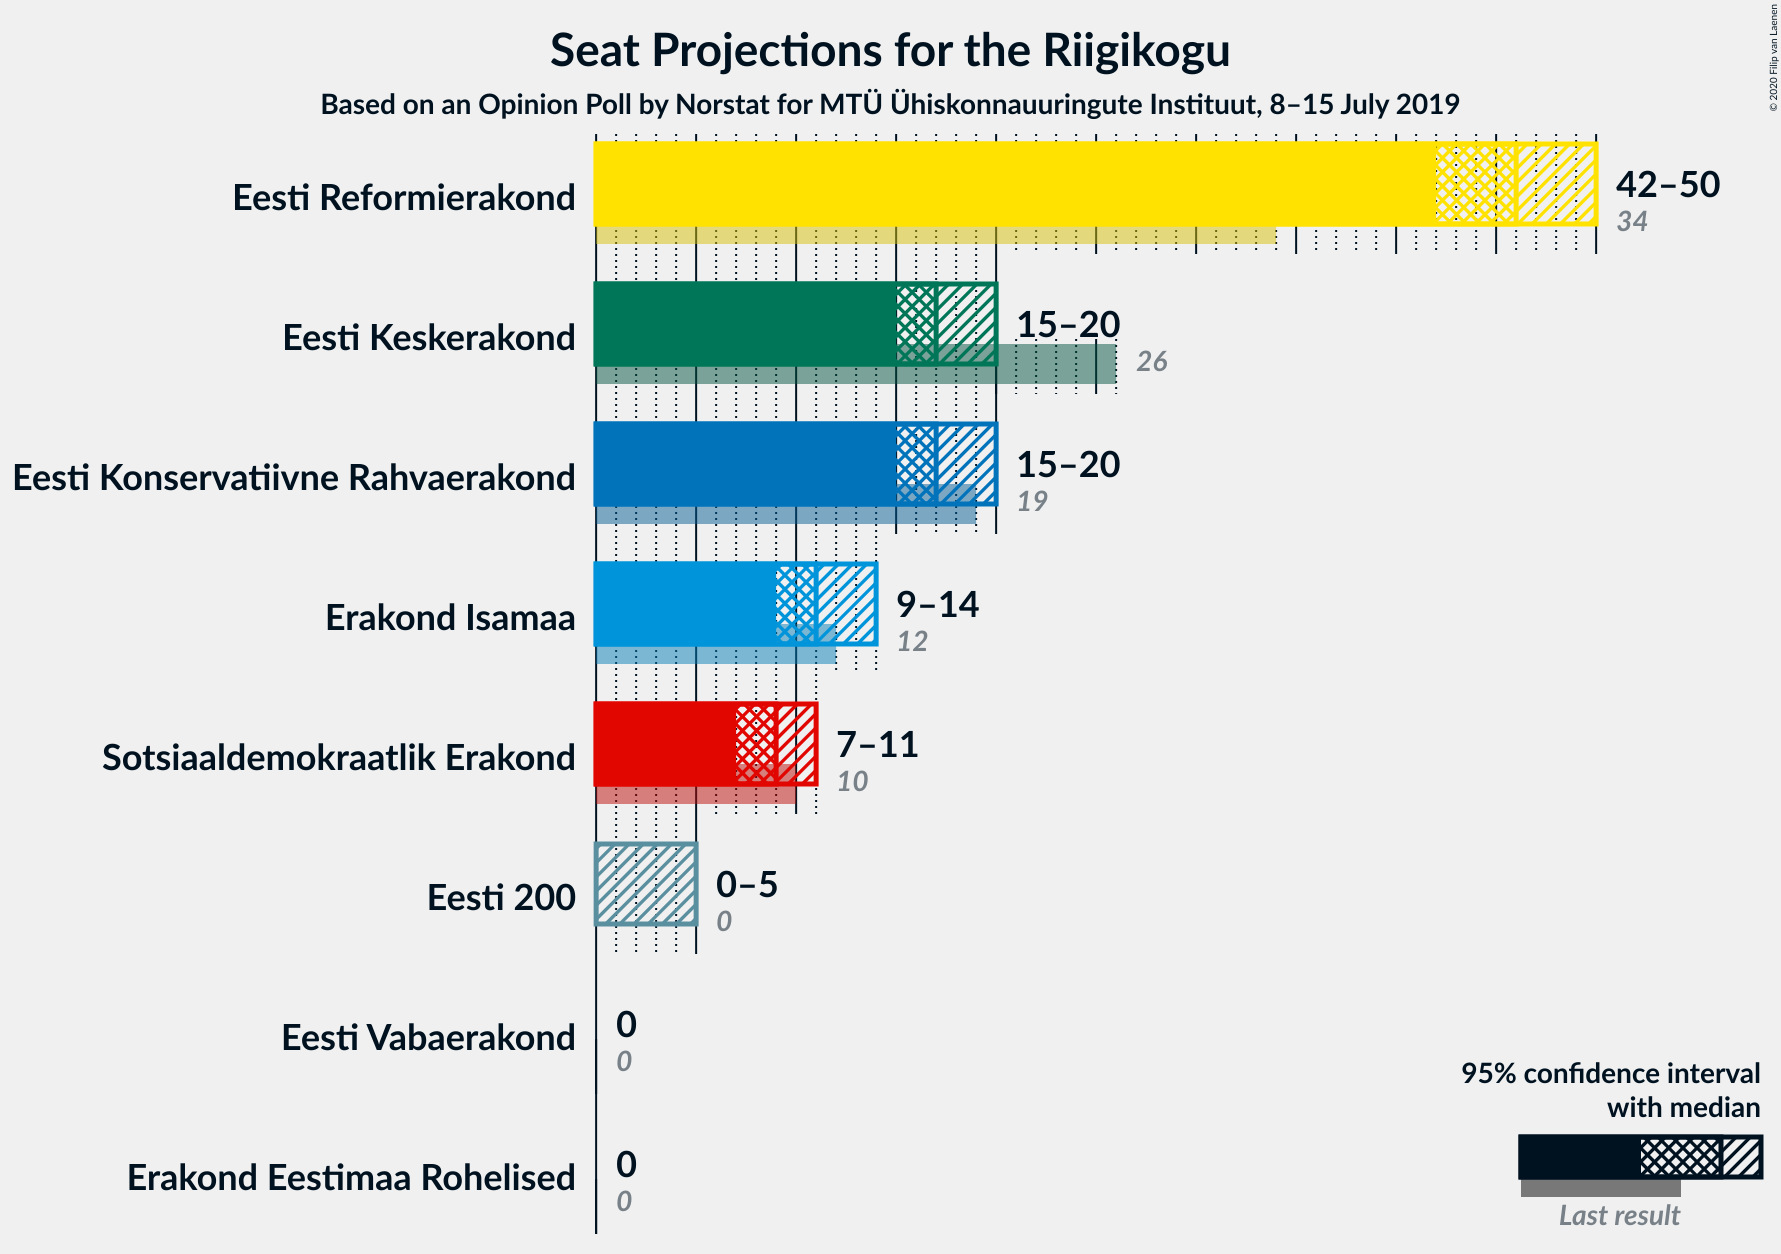 Seat Projections for the Riigikogu
Based on an Opinion Poll by Norstat for MTÜ Ühiskonnauuringute Instituut, 8–15 July 2019
© 2020 Filip van Laenen
Eesti Reformierakond
42–50
34
Eesti Keskerakond
15–20
26
Eesti Konservatiivne Rahvaerakond
15–20
19
Erakond Isamaa
9–14
12
Sotsiaaldemokraatlik Erakond
7–11
10
Eesti 200
0–5
0
Eesti Vabaerakond
0
0
Erakond Eestimaa Rohelised
0
0
95% confidence interval
with median
Last result